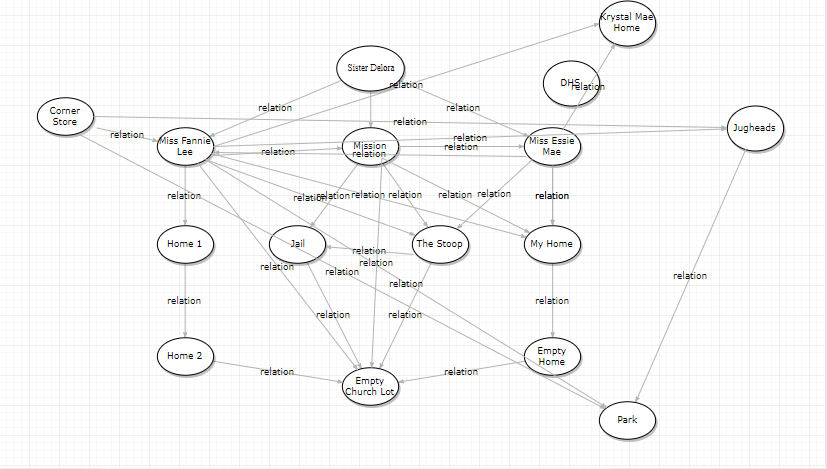 Krystal Mae
Home
Sister Delora
DHS
relation
relation
relation
relation
Corner
Store
relation
Jugheads
relation
relation
Miss Fannie
Lee
relation
Mission
relation
relation
Miss Essie
Mae
relation
relation
relation
relation
relation
relation
relation
relation
Home 1
Jail
The Stoop
My Home
relation
relation
relation
relation
relation
relation
relation
relation
relation
relation
Home 2
Empty
Home
relation
relation
Empty
Church Lot
Park